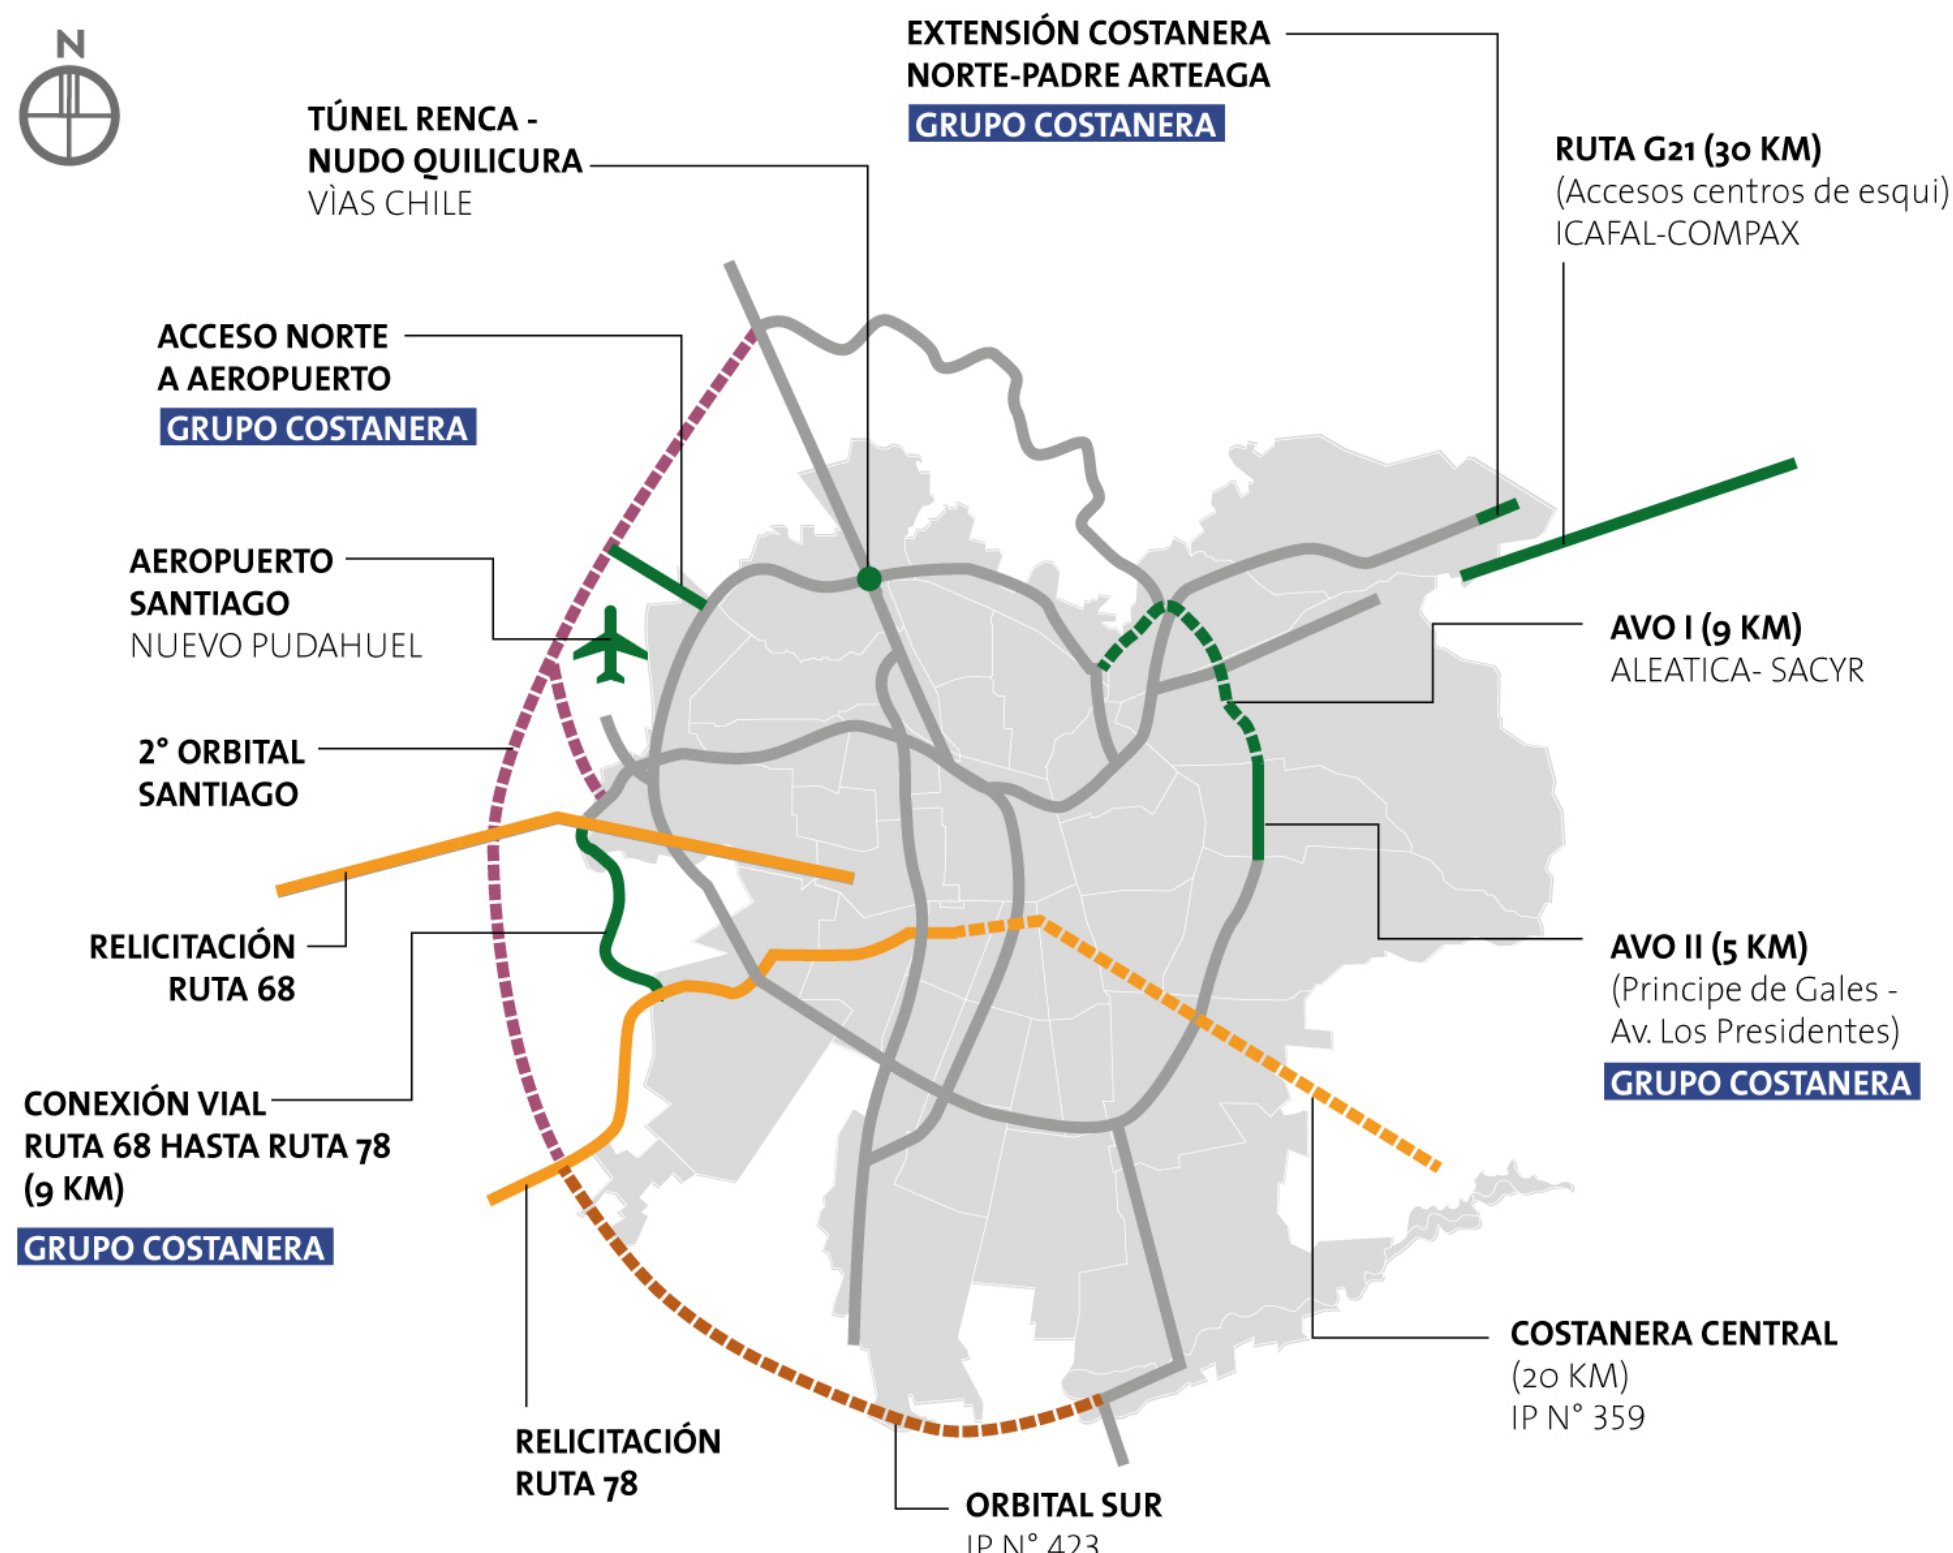 N
EXTENSIÓN COSTANERA
NORTE-PADRE ARTEAGA
GRUPO COSTANERA
TÚNEL RENCA -
NUDO QUILICURA
VÌAS CHILE
RUTA G21 (30 KM)
(Accesos centros de esqui)
ICAFAL-COMPAX
ACCESO NORTE
A AEROPUERTO
GRUPO COSTANERA
AEROPUERTO
SANTIAGO
NUEVO PUDAHUEL
AVO I (9 KM)
ALEATICA- SACYR
2° ORBITAL
SANTIAGO
RELICITACIÓN
RUTA 68
AVO II (5 KM)
(Principe de Gales -
Av. Los Presidentes)
GRUPO COSTANERA
CONEXIÓN VIAL
RUTA 68 HASTA RUTA 78
(9 KM)
GRUPO COSTANERA
COSTANERA CENTRAL
(20 KM)
IP N° 359
RELICITACIÓN
RUTA 78
ORBITAL SUR
IP N° 423